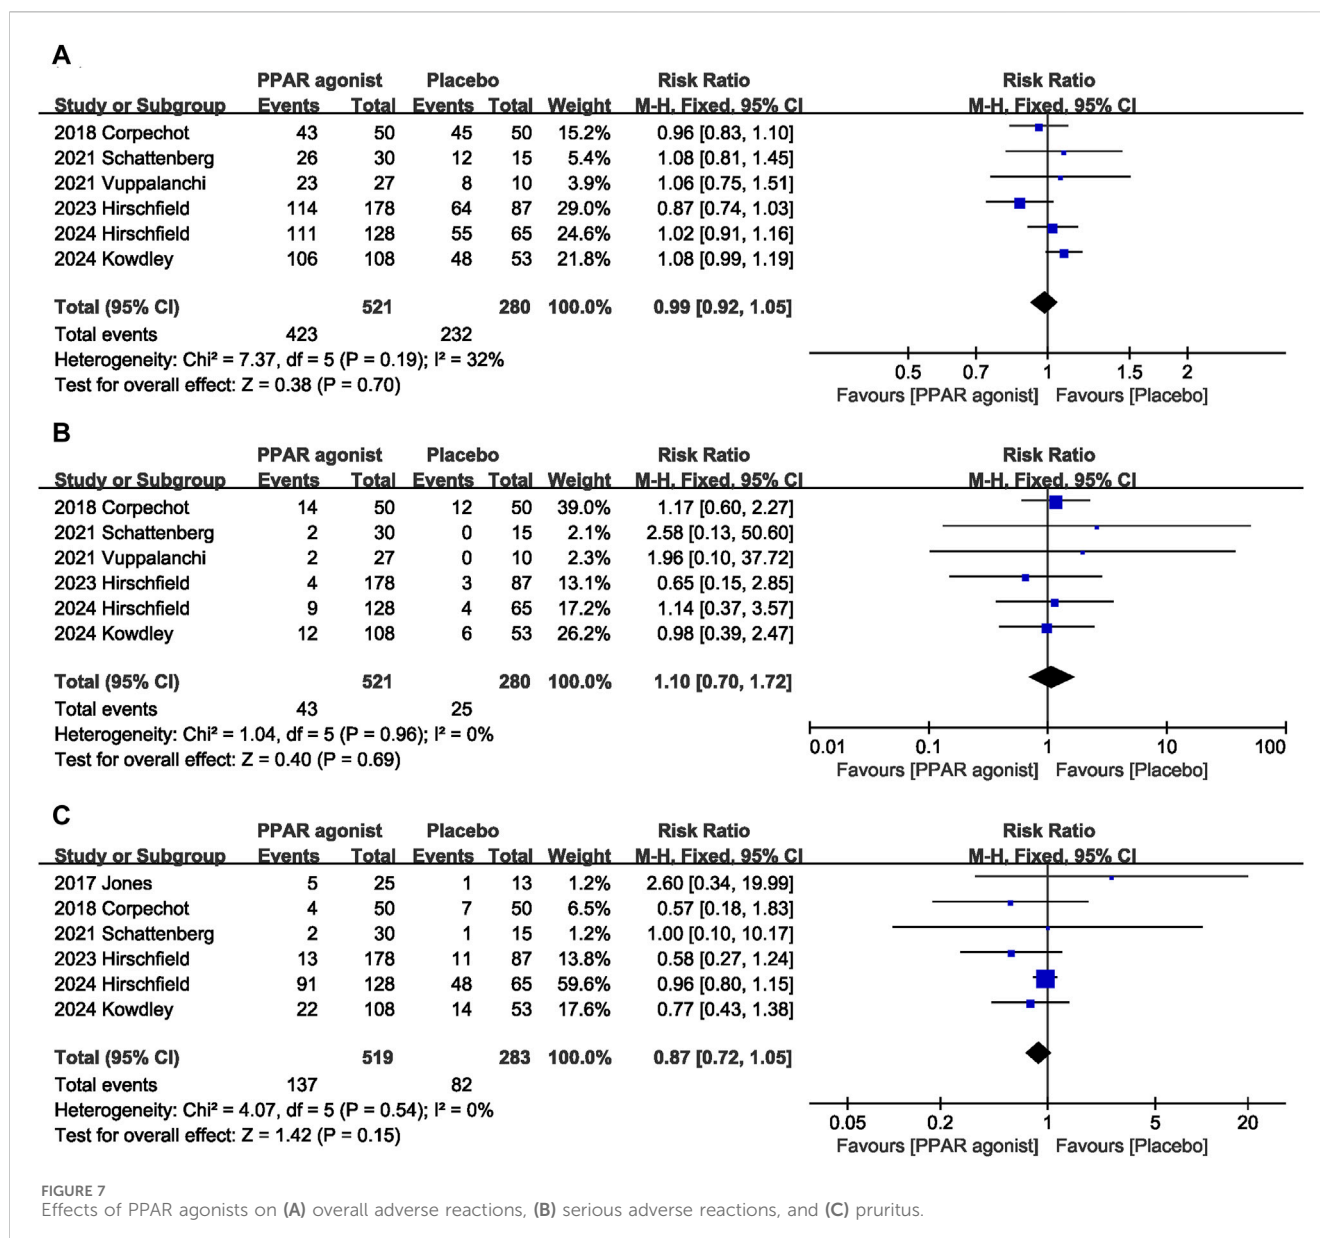 A
PPAR agonist Placebo Risk Ratio Risk Ratio
Study or Subgroup Events Total Events Total Weight M-H, Fixed, 95% CI M-H, Fixed, 95% CI
2018 Corpechot 43 50 45 50 15.2% 0.96 [0.83, 1.10]
2021 Schattenberg 26 30 12 15 5.4% 1.08 [0.81, 1.45]
2021 Vuppalanchi 23 27 8 10 3.9% 1.06 [0.75, 1.51]
2023 Hirschfield 114 178 64 87 29.0% 0.87 [0.74, 1.03]
2024 Hirschfield 111 128 55 65 24.6% 1.02 [0.91, 1.16]
2024 Kowdley 106 108 48 53 21.8% 1.08 [0.99, 1.19]
Total (95% CI) 521 280 100.0% 0.99 [0.92, 1.05]
Total events 423 232
Heterogeneity: Chi² = 7.37, df = 5 (P = 0.19); I² = 32%
Test for overall effect: Z = 0.38 (P = 0.70)
0.5 0.7 1 1.5 2
Favours [PPAR agonist] Favours [Placebo]
B
PPAR agonist Placebo Risk Ratio Risk Ratio
Study or Subgroup Events Total Events Total Weight M-H, Fixed, 95% CI M-H, Fixed, 95% CI
2018 Corpechot 14 50 12 50 39.0% 1.17 [0.60, 2.27]
2021 Schattenberg 2 30 0 15 2.1% 2.58 [0.13, 50.60]
2021 Vuppalanchi 2 27 0 10 2.3% 1.96 [0.10, 37.72]
2023 Hirschfield 4 178 3 87 13.1% 0.65 [0.15, 2.85]
2024 Hirschfield 9 128 4 65 17.2% 1.14 [0.37, 3.57]
2024 Kowdley 12 108 6 53 26.2% 0.98 [0.39, 2.47]
Total (95% CI) 521 280 100.0% 1.10 [0.70, 1.72]
Total events 43 25
Heterogeneity: Chi² = 1.04, df = 5 (P = 0.96); I² = 0%
Test for overall effect: Z = 0.40 (P = 0.69)
0.01 0.1 1 10 100
Favours [PPAR agonist] Favours [Placebo]
C
PPAR agonist Placebo Risk Ratio Risk Ratio
Study or Subgroup Events Total Events Total Weight M-H, Fixed, 95% CI M-H, Fixed, 95% CI
2017 Jones 5 25 1 13 1.2% 2.60 [0.34, 19.99]
2018 Corpechot 4 50 7 50 6.5% 0.57 [0.18, 1.83]
2021 Schattenberg 2 30 1 15 1.2% 1.00 [0.10, 10.17]
2023 Hirschfield 13 178 11 87 13.8% 0.58 [0.27, 1.24]
2024 Hirschfield 91 128 48 65 59.6% 0.96 [0.80, 1.15]
2024 Kowdley 22 108 14 53 17.6% 0.77 [0.43, 1.38]
Total (95% CI) 519 283 100.0% 0.87 [0.72, 1.05]
Total events 137 82
Heterogeneity: Chi² = 4.07, df = 5 (P = 0.54); I² = 0%
Test for overall effect: Z = 1.42 (P = 0.15)
0.05 0.2 1 5 20
Favours [PPAR agonist] Favours [Placebo]
FIGURE 7
Effects of PPAR agonists on (A) overall adverse reactions, (B) serious adverse reactions, and (C) pruritus.